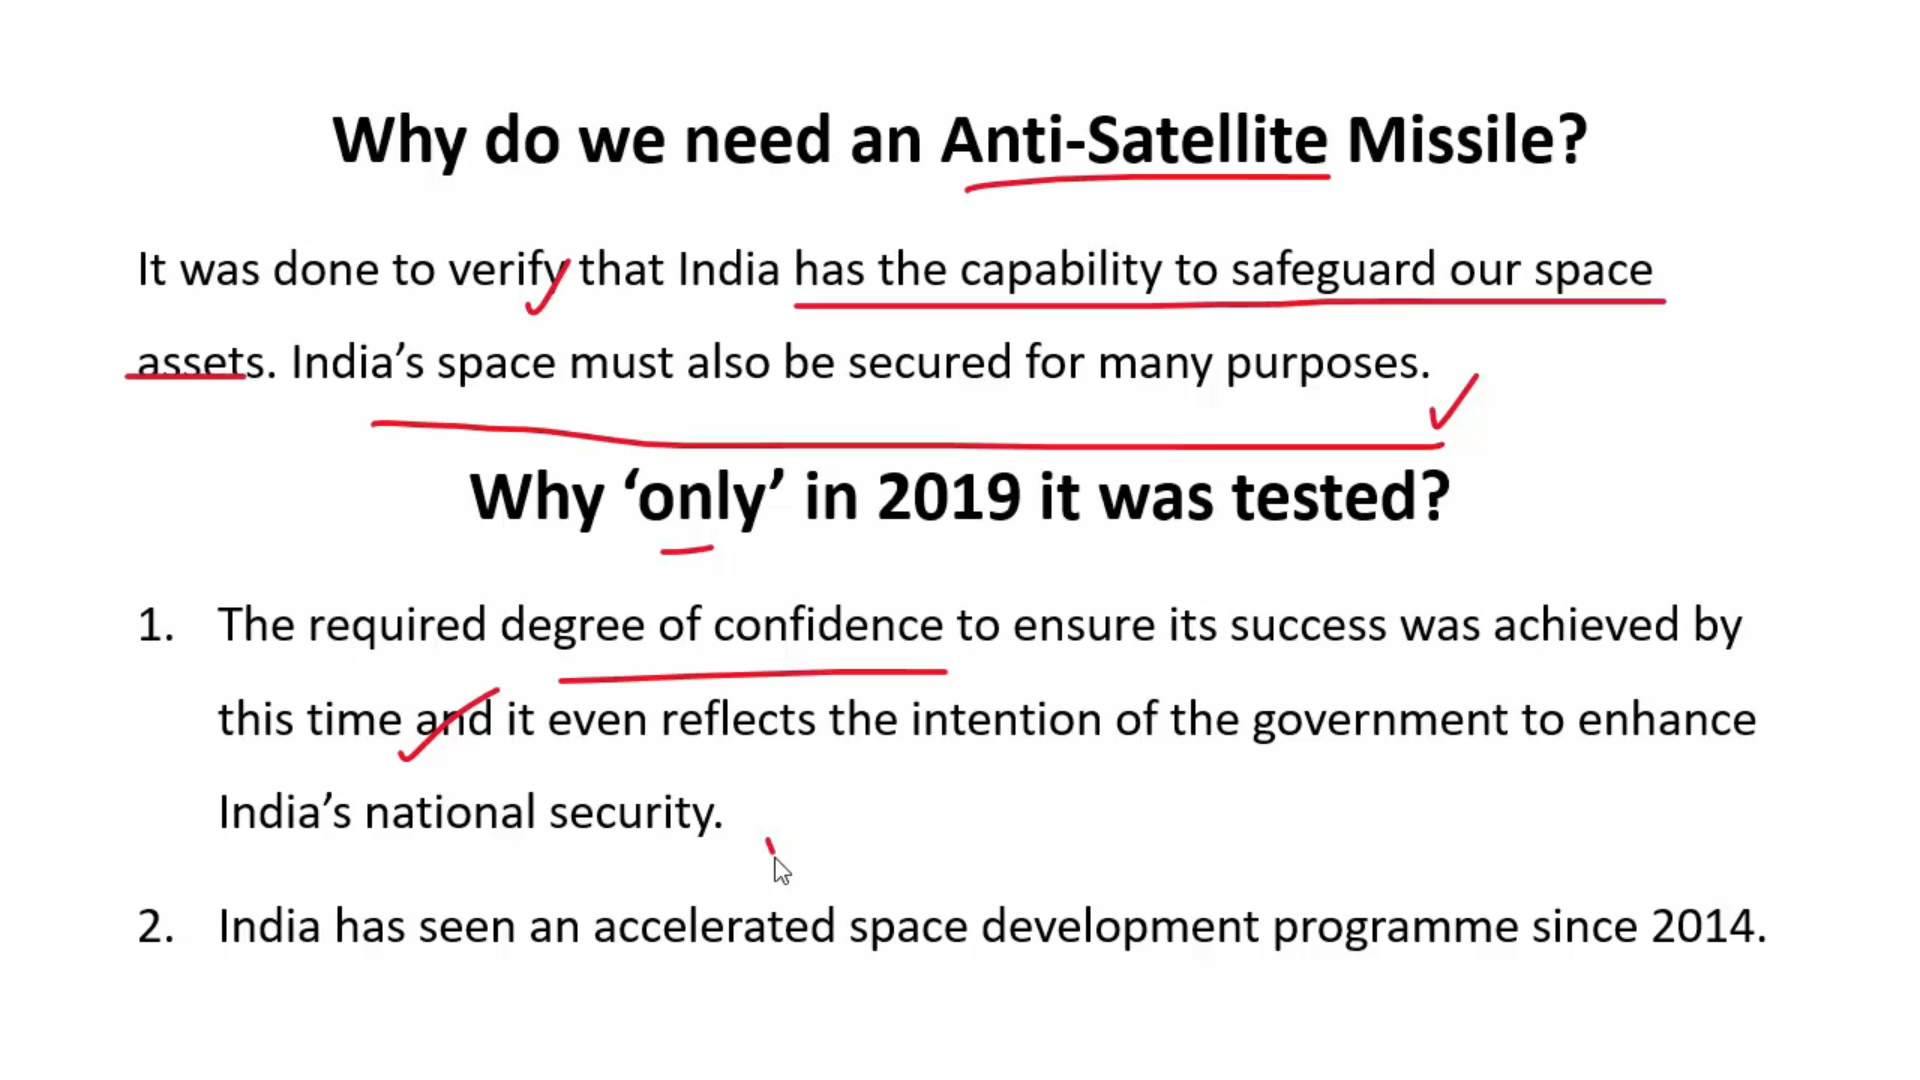 Why do we need an Anti-Satellite Missile?
It was done to verify that India has the capability to safeguard our space
assets. India’s space must also be secured for many purposes.
Why ‘only’ in 2019 it was tested?
1. The required degree of confidence to ensure its success was achieved by
this time and it even reflects the intention of the government to enhance
India’s national security.
2. India has seen an accelerated space development programme since 2014.